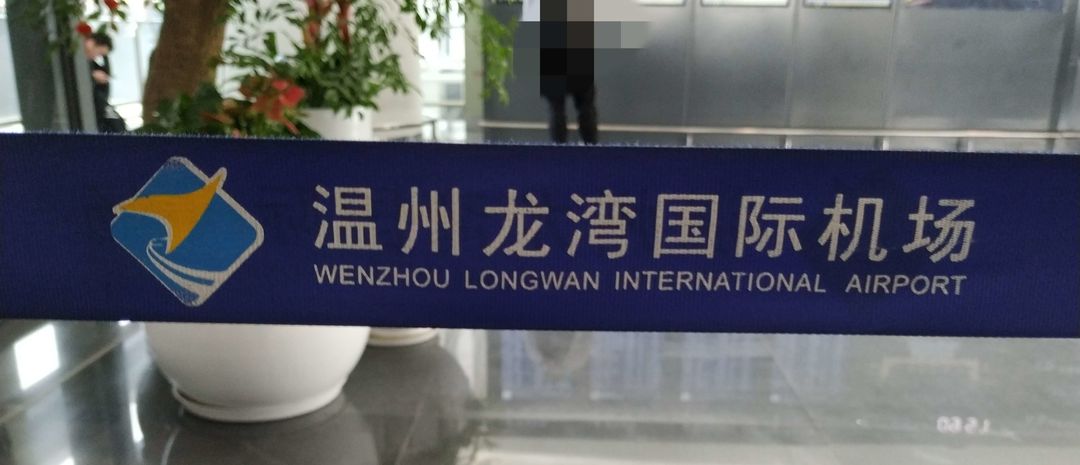 温州龙湾国际机场
WENZHOU LONGWAN INTERNATIONAL AIRPORT